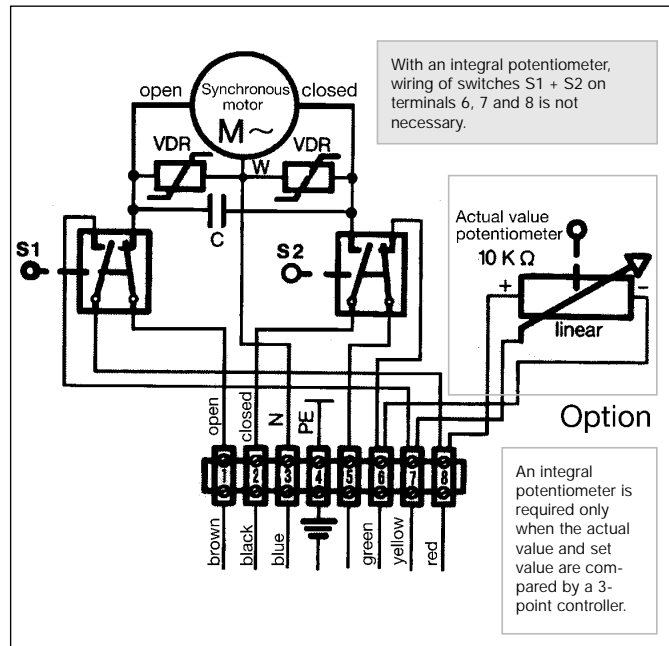 With an integral potentiometer,
wiring of switches S1 + S2 on
terminals 6, 7 and 8 is not
necessary.
open
Synchronous
motor
M ~
closed
VDR
W
VDR
C
S1
S2
Actual value
potentiometer
10 K Ω
+
–
linear
Option
open
closed
N
PE
1
2
3
4
5
6
7
8
brown
black
blue
green
yellow
red
An integral
potentiometer is
required only
when the actual
value and set
value are com-
pared by a 3-
point controller.